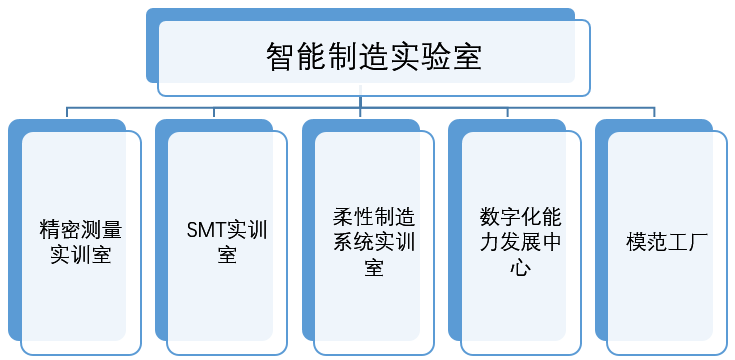 智能制造实验室
精密测量
实训室
SMT实训
室
柔性制造
系统实训
室
数字化能
力发展中
心
模范工厂